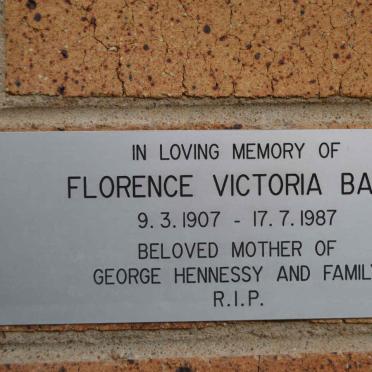 IN LOVING MEMORY OF
FLORENCE VICTORIA BA
9.3.1907 - 17.7.1987
BELOVED MOTHER OF
GEORGE HENNESSY AND FAMILY
R.I.P.